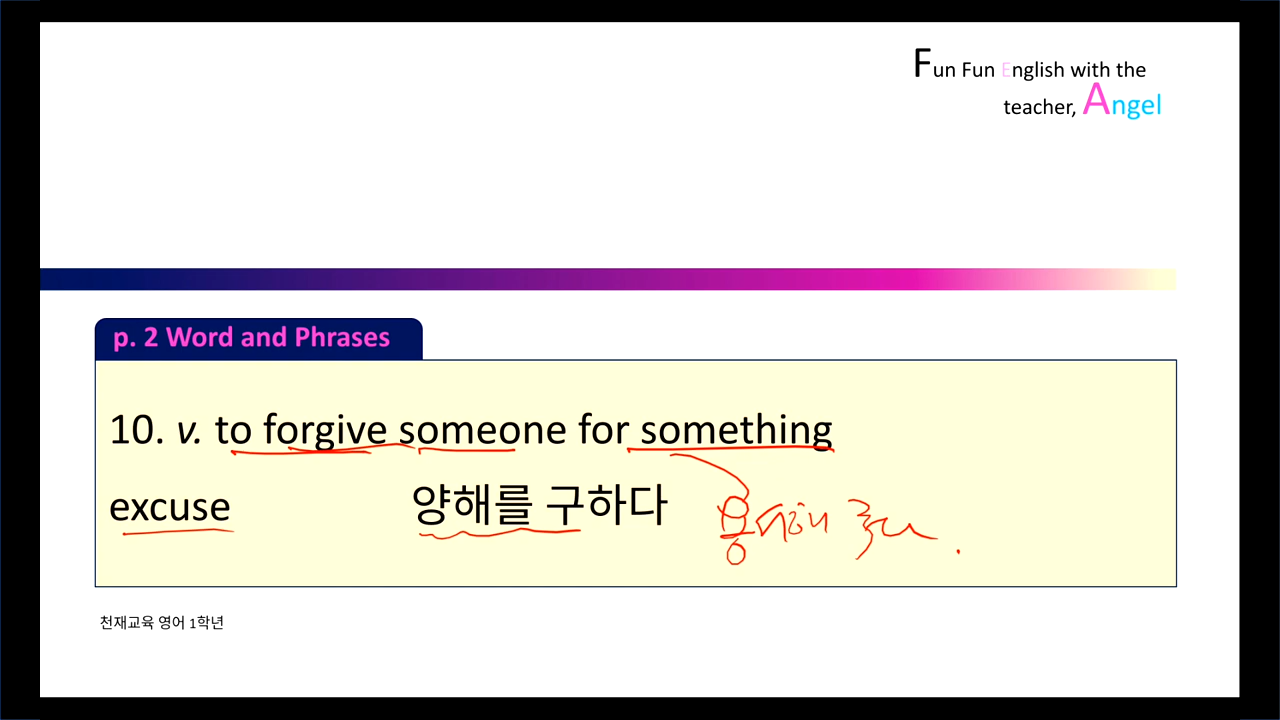 Fun Fun English with the
teacher, Angel
p. 2 Word and Phrases
10. v. to forgive someone for something
excuse 양해를 구하다 용서해 주다.
천재교육 영어 1학년